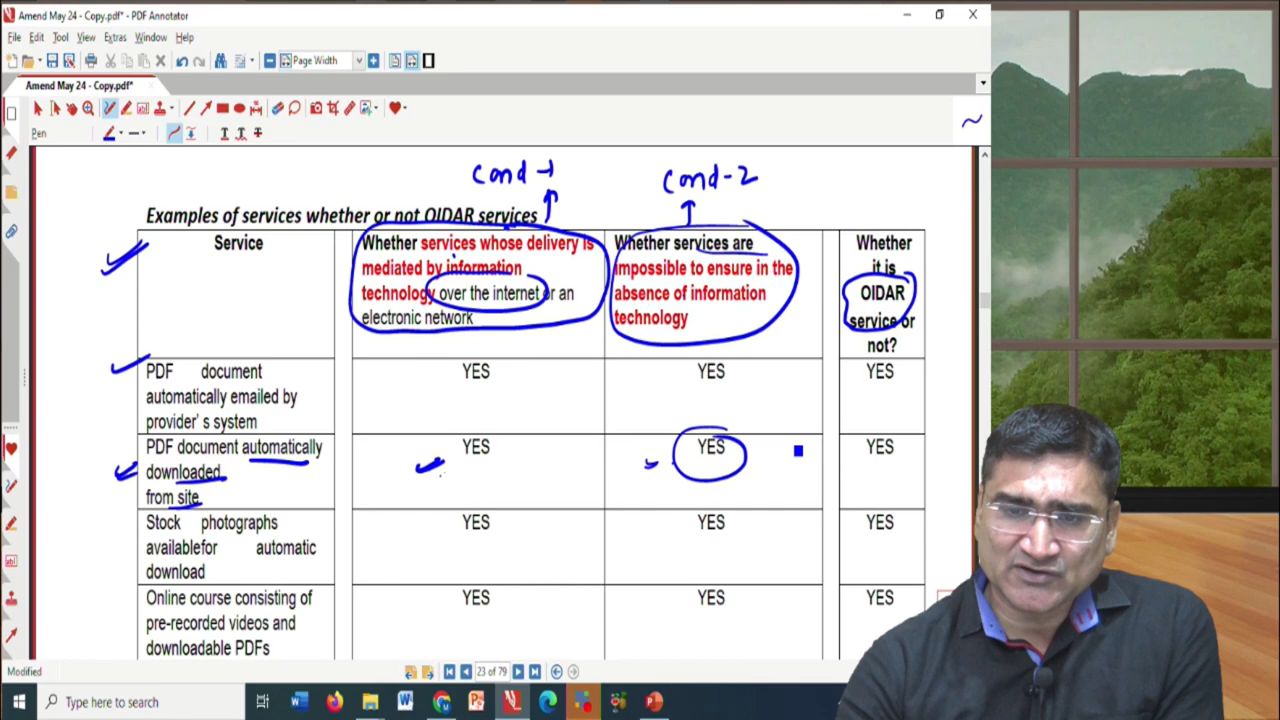 Amend May 24 - Copy.pdf* - PDF Annotator
File Edit Tool View Extras Window Help
Page Width
Amend May 24 - Copy.pdf*
Pen
Cond-1
Cond-2
Examples of services whether or not OIDAR services
Service
Whether services whose delivery is
mediated by information
technology over the internet or an
electronic network
Whether services are
impossible to ensure in the
absence of information
technology
Whether
it is
OIDAR
service or
not?
PDF document
automatically emailed by
provider's system
YES
YES
YES
PDF document automatically
downloaded
from site
YES
YES
YES
Stock photographs
availablefor automatic
download
YES
YES
YES
Online course consisting of
pre-recorded videos and
downloadable PDFs
YES
YES
YES
Modified
23 of 79
Type here to search